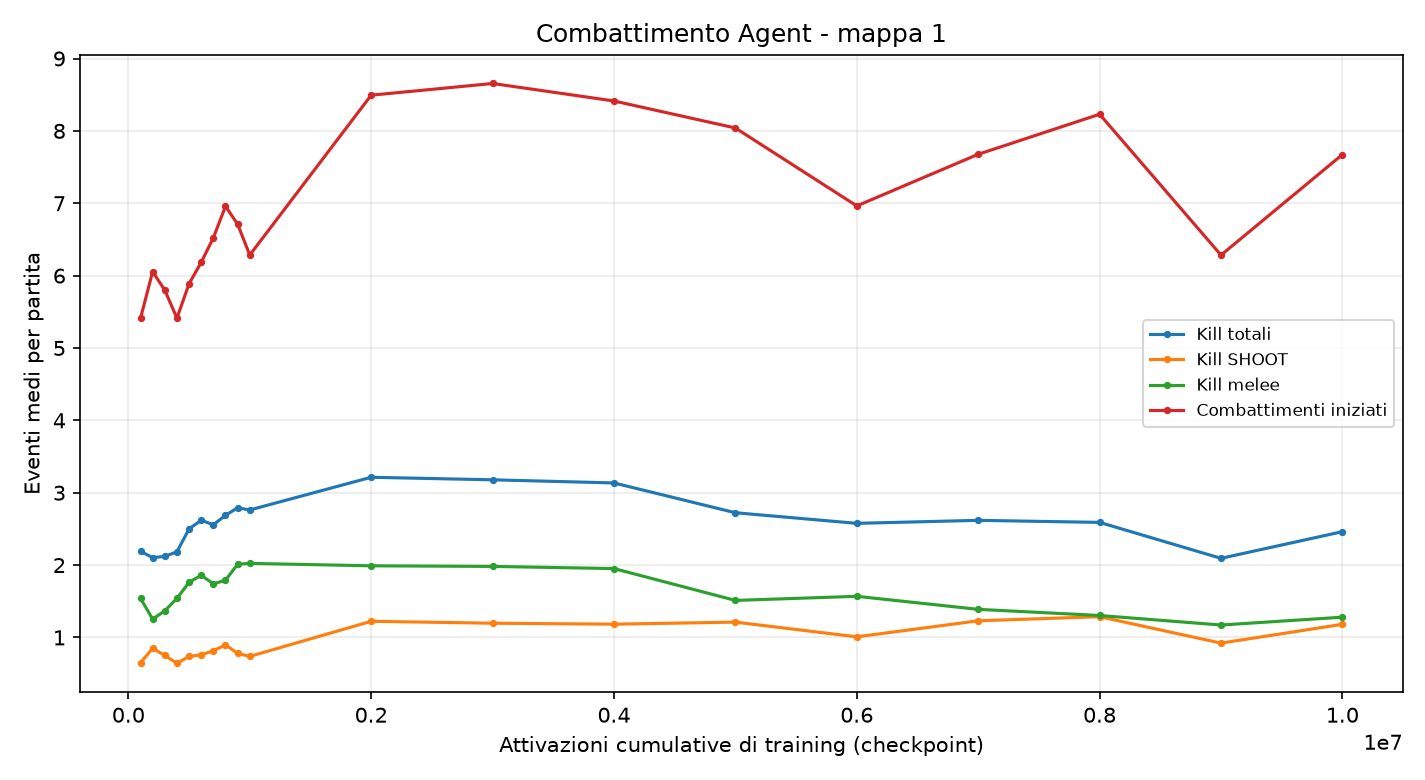 Combattimento Agent - mappa 1
Eventi medi per partita
9
8
7
6
5
4
3
2
1
Kill totali
Kill SHOOT
Kill melee
Combattimenti iniziati
0.0 0.2 0.4 0.6 0.8 1.0
1e7
Attivazioni cumulative di training (checkpoint)